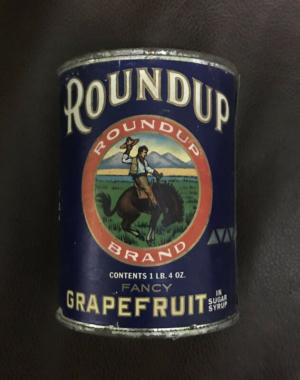 ROUNDUP
ROUNDUP
BRAND
CONTENTS 1 LB. 4 OZ.
FANCY
GRAPEFRUIT IN SUGAR SYRUP